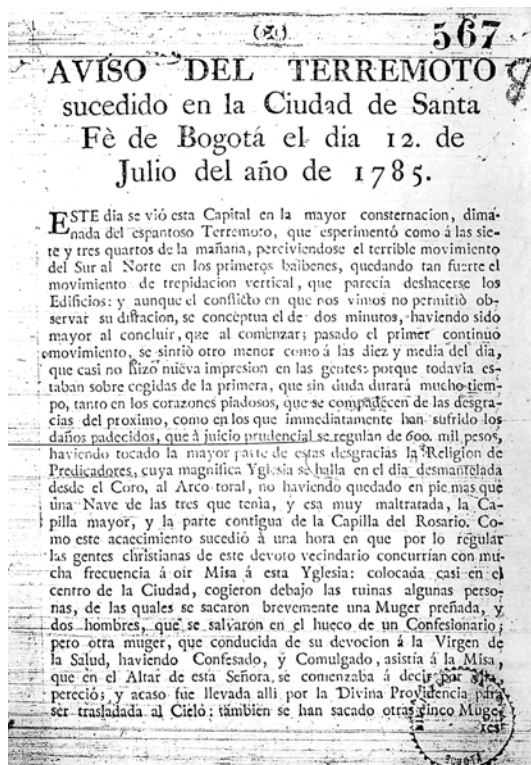 567
AVISO DEL TERREMOTO
sucedido en la Ciudad de Santa
Fè de Bogotá el dia 12. de
Julio del año de 1785.
ESTE dia se vió esta Capital en la mayor consternacion, dima-
nada del espantoso Terremoto, que esperimentó como á las sie-
te y tres quartos de la mañana, perciviendose el terrible movimiento
del Sur al Norte en los primeros baibenes, quedando tan fuerte el
movimiento de trepidacion vertical, que parecía deshacerse los
Edificios: y aunque el conflicto en que nos vimos no permitiò ob-
servar su diracion, se conceptua el de dos minutos, haviendo sido
mayor al concluir, que al comenzar; pasado el primer continuó
movimiento, se sintiò otro menor como á las diez y media del dia,
que casi no hizo nueva impresion en las gentes: porque todavia es-
taban sobre cogidas de la primera, que sin duda durará mucho tiem-
po, tanto en los corazones piadosos, que se compadecen de las desgra-
cias del proximo, como en los que immediatamente han sufrido los
daños padecidos, que à juicio prudencial se regulan de 600. mil pesos,
haviendo tocado la mayor parte de estas desgracias la Religion de
Predicadores, cuya magnifica Yglesia se halla en el dia desmantelada
desde el Coro, al Arco toral, no haviendo quedado en pie mas que
una Nave de las tres que tenia, y esa muy maltratada, la Ca-
pilla mayor, y la parte contigua de la Capilla del Rosario. Co-
mo este acaecimiento sucedió à una hora en que por lo regular
las gentes christianas de este devoto vecindario concurrían con mu-
cha frecuencia á oir Misa á esta Yglesia: colocada casi en el
centro de la Ciudad, cogieron debajo las ruinas algunas perso-
nas, de las quales se sacaron brevemente una Muger preñada, y
dos hombres, que se salvaron en el hueco de un Confesionario;
pero otra muger, que conducida de su devocion á la Virgen de
la Salud, haviendo Confesado, y Comulgado, asistía á la Misa,
que en el Altar de esta Señora, se comenzaba á decir por alta,
pereció; y acaso fue llevada alli por la Divina Providencia para
ser trasladada al Cielo: tambien se han sacado otras cinco Muge-
res